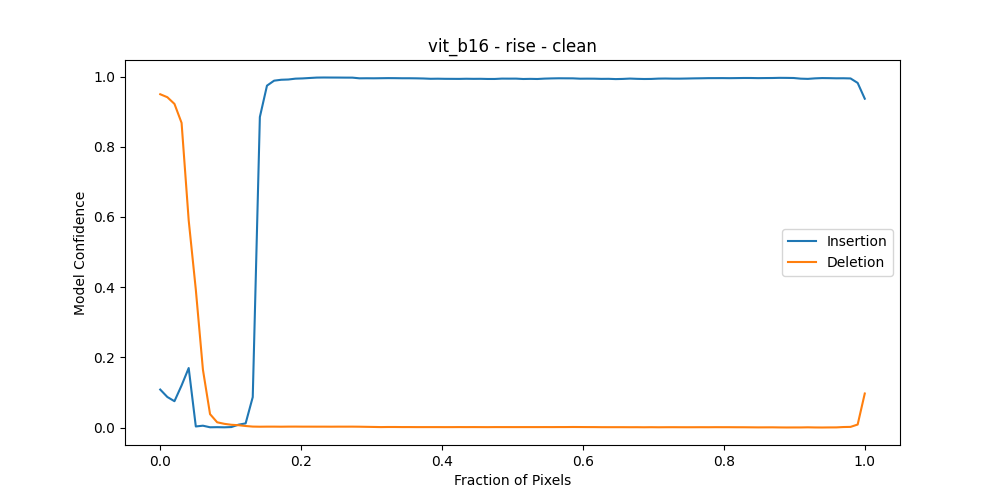 vit_b16 - rise - clean
1.0
0.8
0.6
0.4
0.2
0.0
Model Confidence
Insertion
Deletion
0.0 0.2 0.4 0.6 0.8 1.0
Fraction of Pixels